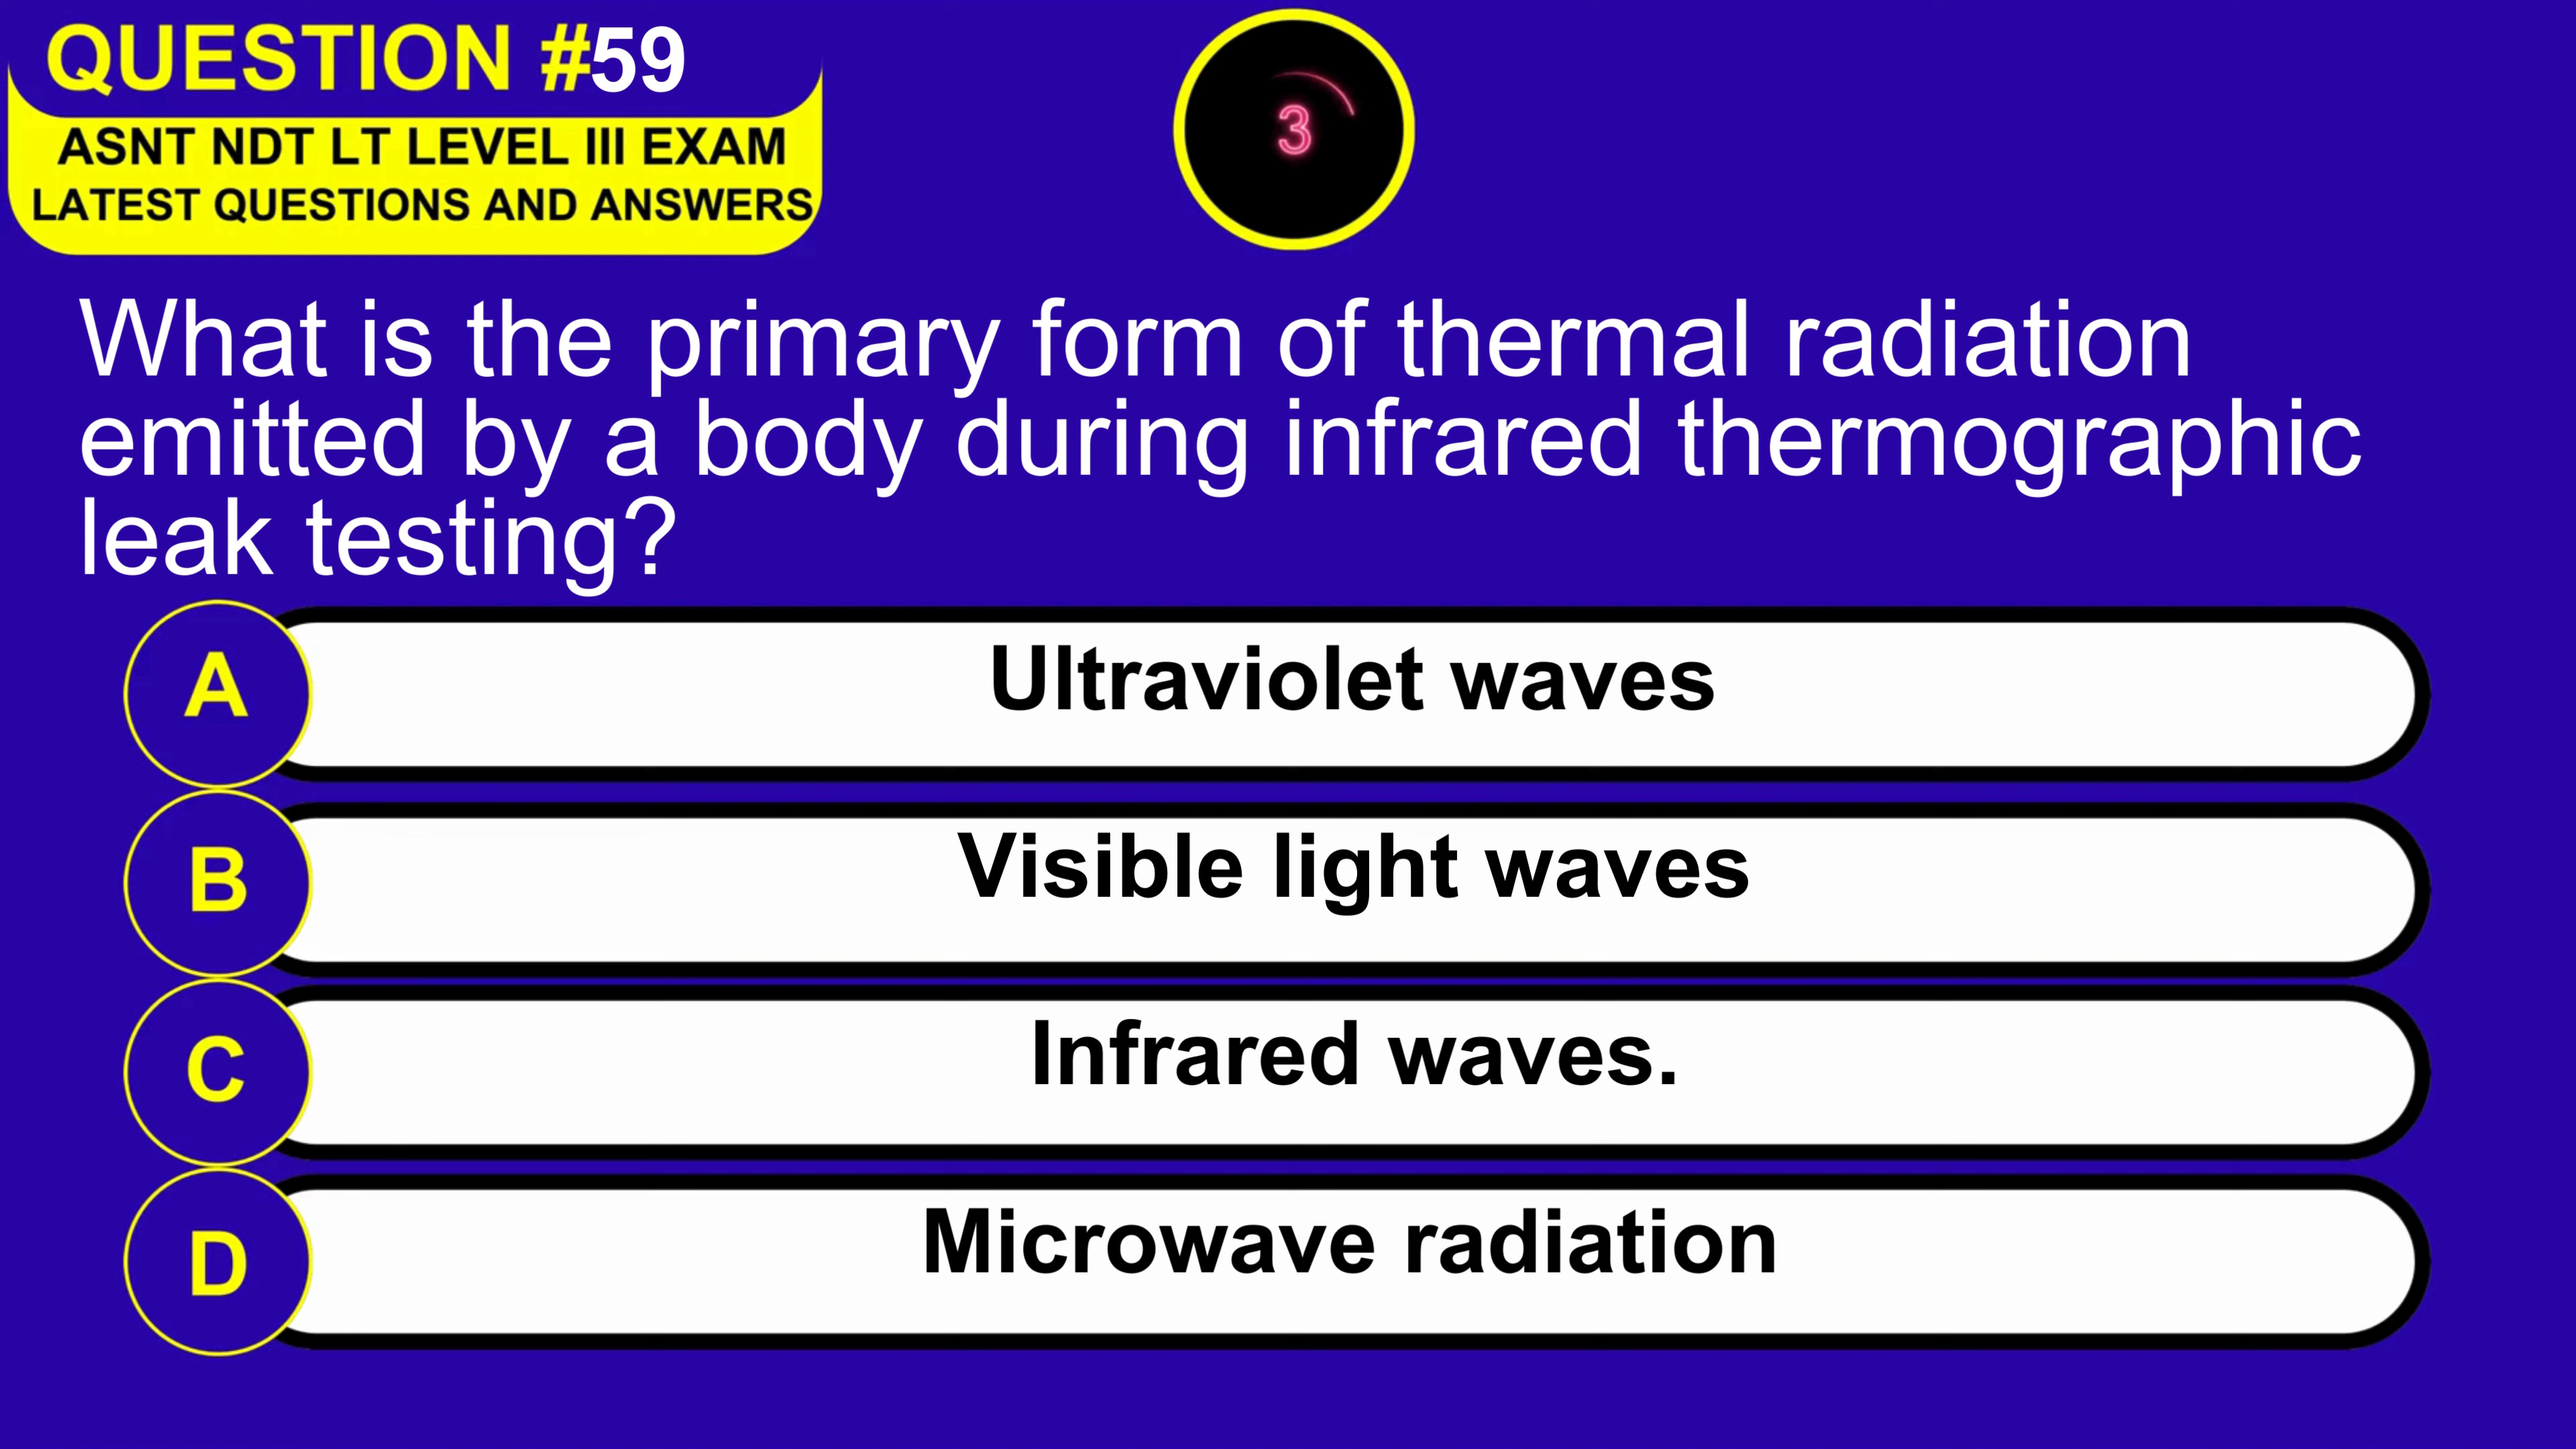 QUESTION #59
ASNT NDT LT LEVEL III EXAM
LATEST QUESTIONS AND ANSWERS
3
What is the primary form of thermal radiation
emitted by a body during infrared thermographic
leak testing?
A
Ultraviolet waves
B
Visible light waves
C
Infrared waves.
D
Microwave radiation